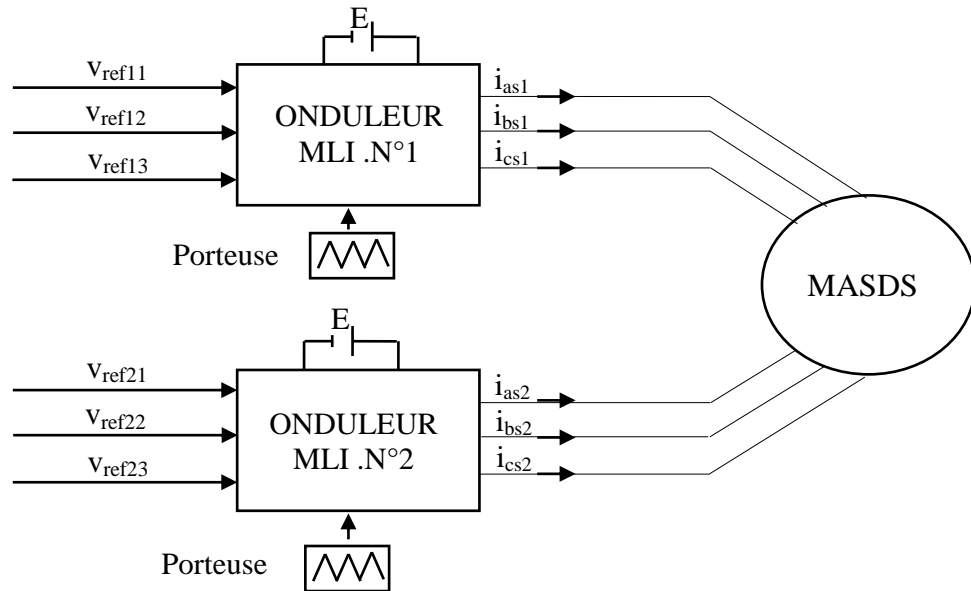 E
v_ref11
v_ref12
v_ref13
ONDULEUR
MLI .N°1
i_as1
i_bs1
i_cs1
Porteuse
MASDS
E
v_ref21
v_ref22
v_ref23
ONDULEUR
MLI .N°2
i_as2
i_bs2
i_cs2
Porteuse